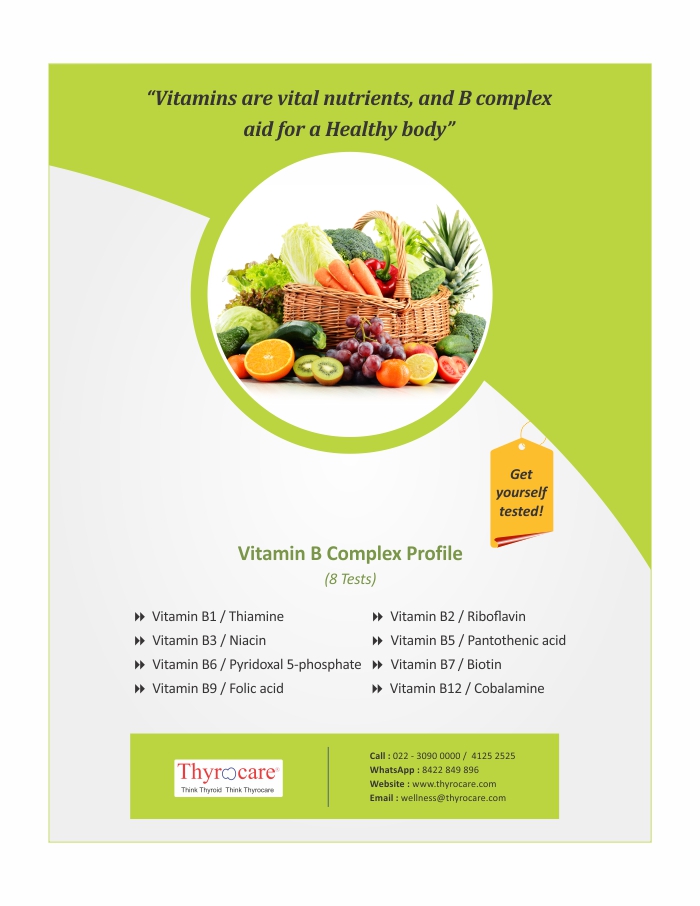 “Vitamins are vital nutrients, and B complex
aid for a Healthy body”
Get
yourself
tested!
Vitamin B Complex Profile
(8 Tests)
Vitamin B1 / Thiamine
Vitamin B2 / Riboflavin
Vitamin B3 / Niacin
Vitamin B5 / Pantothenic acid
Vitamin B6 / Pyridoxal 5-phosphate
Vitamin B7 / Biotin
Vitamin B9 / Folic acid
Vitamin B12 / Cobalamine
Thyrocare®
Think Thyroid Think Thyrocare
Call : 022 - 3090 0000 / 4125 2525
WhatsApp : 8422 849 896
Website : www.thyrocare.com
Email : wellness@thyrocare.com